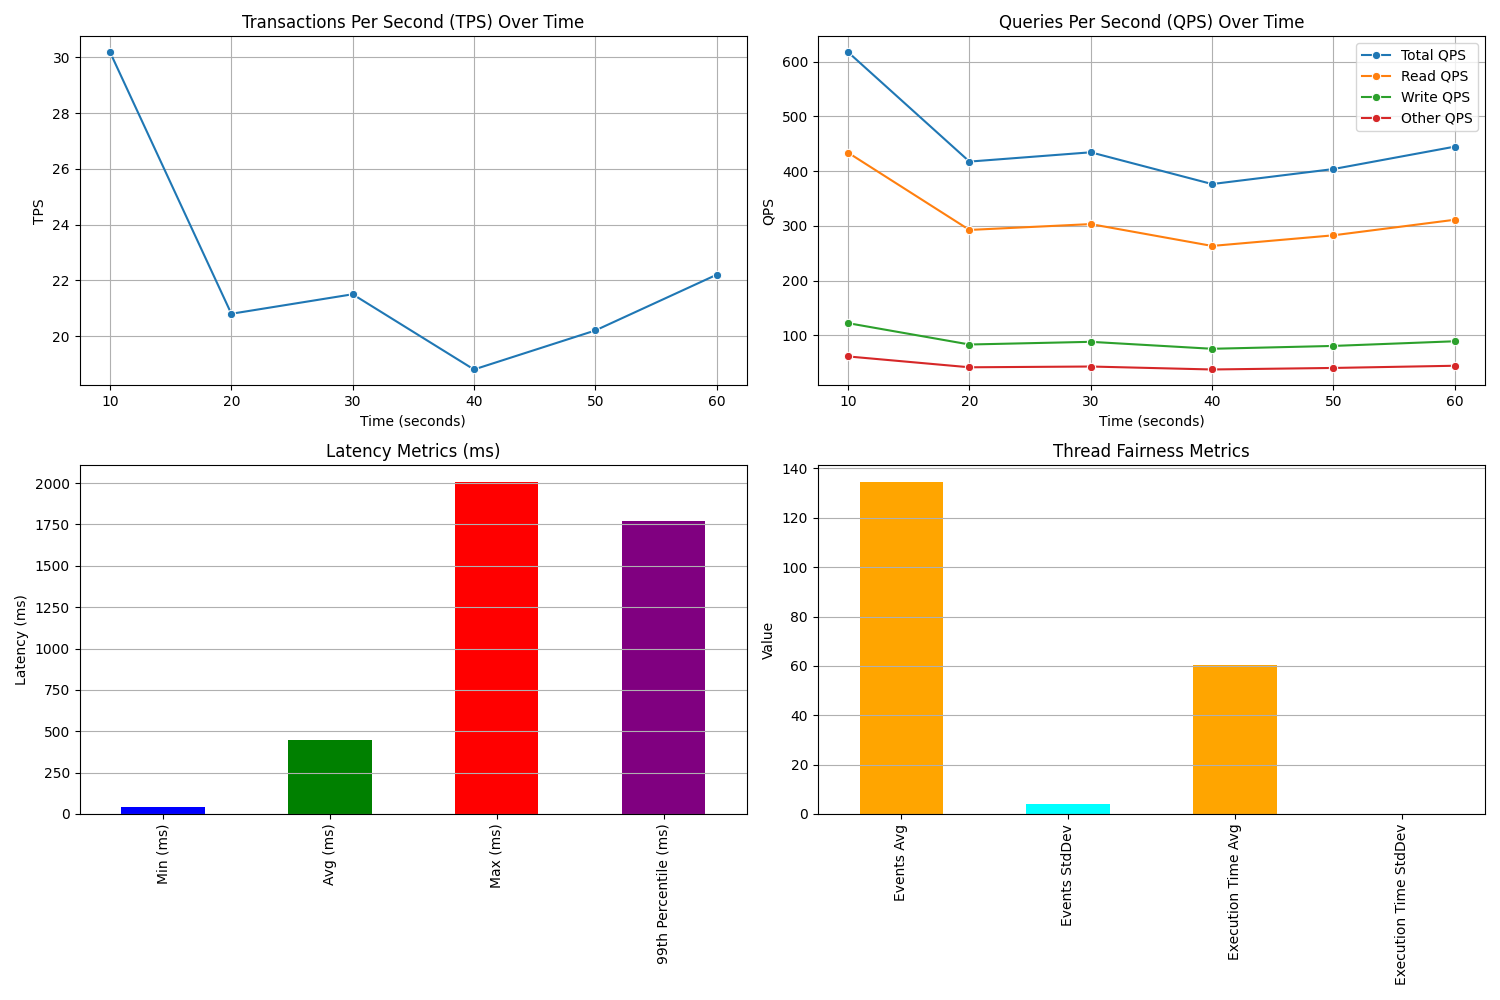 Transactions Per Second (TPS) Over Time
TPS
30
28
26
24
22
20
10 20 30 40 50 60
Time (seconds)
Queries Per Second (QPS) Over Time
QPS
600
500
400
300
200
100
Total QPS
Read QPS
Write QPS
Other QPS
10 20 30 40 50 60
Time (seconds)
Latency Metrics (ms)
Latency (ms)
2000
1750
1500
1250
1000
750
500
250
0
Min (ms)
Avg (ms)
Max (ms)
99th Percentile (ms)
Thread Fairness Metrics
Value
140
120
100
80
60
40
20
0
Events Avg
Events StdDev
Execution Time Avg
Execution Time StdDev